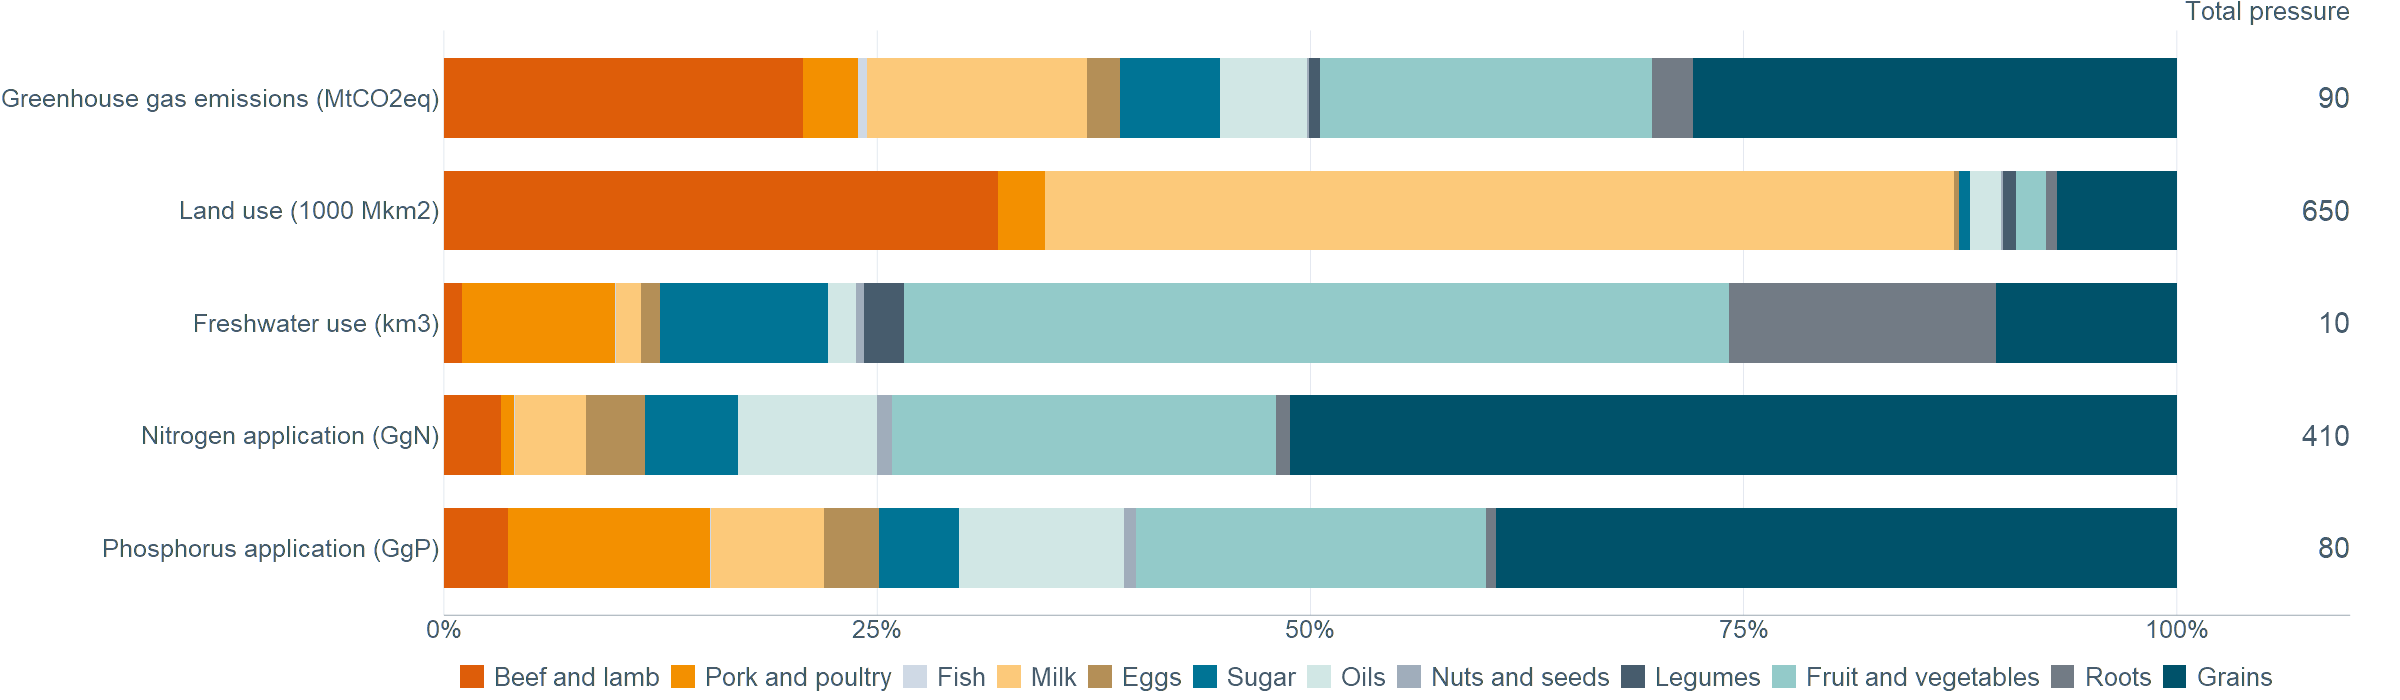 Total pressure
Greenhouse gas emissions (MtCO2eq) 90
Land use (1000 Mkm2) 650
Freshwater use (km3) 10
Nitrogen application (GgN) 410
Phosphorus application (GgP) 80
0% 25% 50% 75% 100%
Beef and lamb Pork and poultry Fish Milk Eggs Sugar Oils Nuts and seeds Legumes Fruit and vegetables Roots Grains